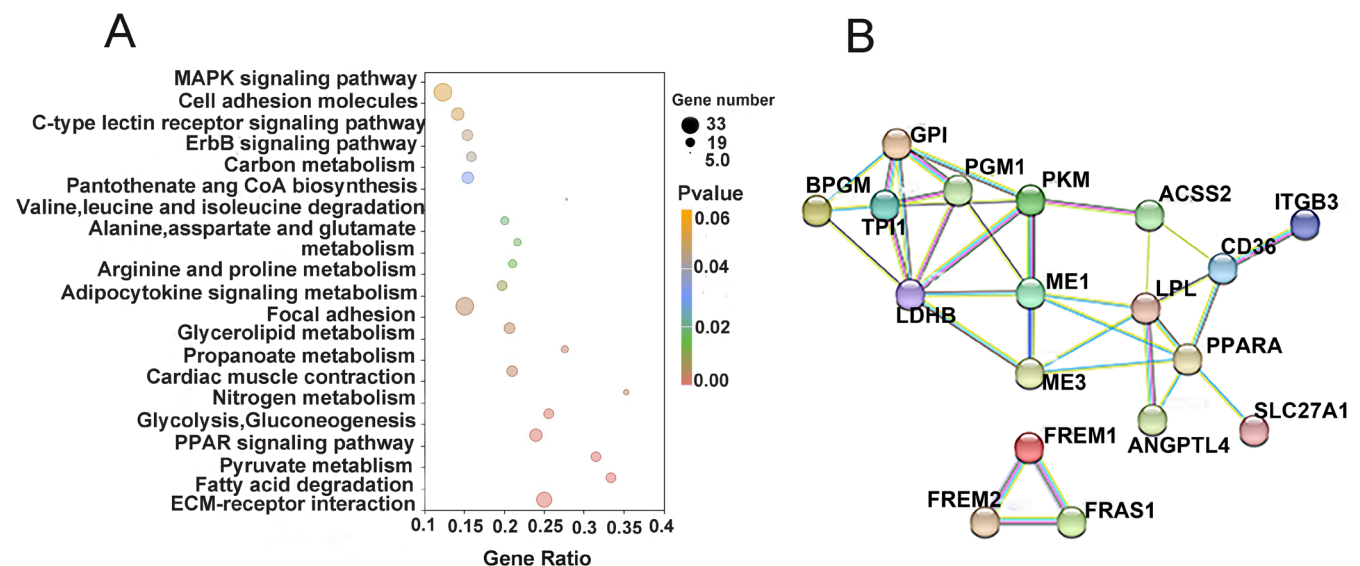 A
MAPK signaling pathway
Cell adhesion molecules
C-type lectin receptor signaling pathway
ErbB signaling pathway
Carbon metabolism
Pantothenate ang CoA biosynthesis
Valine,leucine and isoleucine degradation
Alanine,asspartate and glutamate
metabolism
Arginine and proline metabolism
Adipocytokine signaling metabolism
Focal adhesion
Glycerolipid metabolism
Propanoate metabolism
Cardiac muscle contraction
Nitrogen metabolism
Glycolysis,Gluconeogenesis
PPAR signaling pathway
Pyruvate metablism
Fatty acid degradation
ECM-receptor interaction
0.1 0.15 0.2 0.25 0.3 0.35 0.4
Gene Ratio
Gene number
33
19
5.0
Pvalue
0.06
0.04
0.02
0.00
B
GPI
PGM1
PKM
BPGM
TPI1
ACSS2
ITGB3
CD36
ME1
LPL
LDHB
PPARA
ME3
SLC27A1
ANGPTL4
FREM1
FREM2
FRAS1